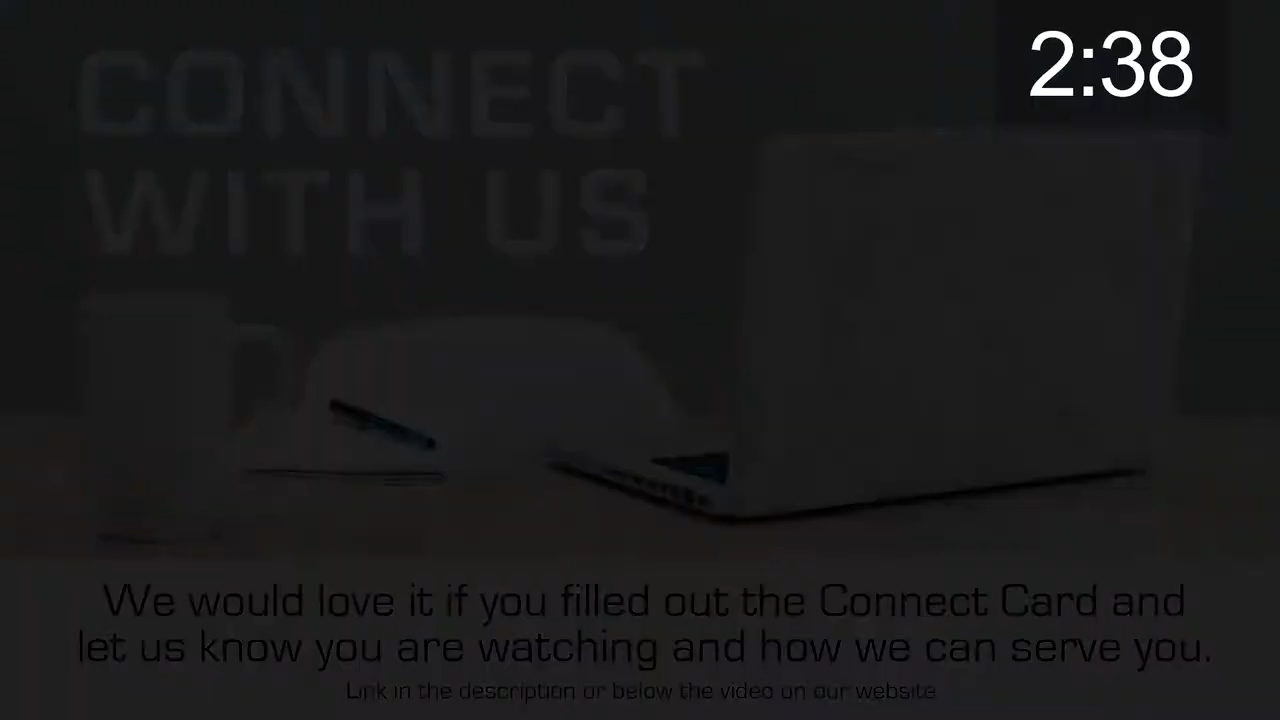 2:38
CONNECT
WITH US
We would love it if you filled out the Connect Card and
let us know you are watching and how we can serve you.
Link in the description or below the video on our website